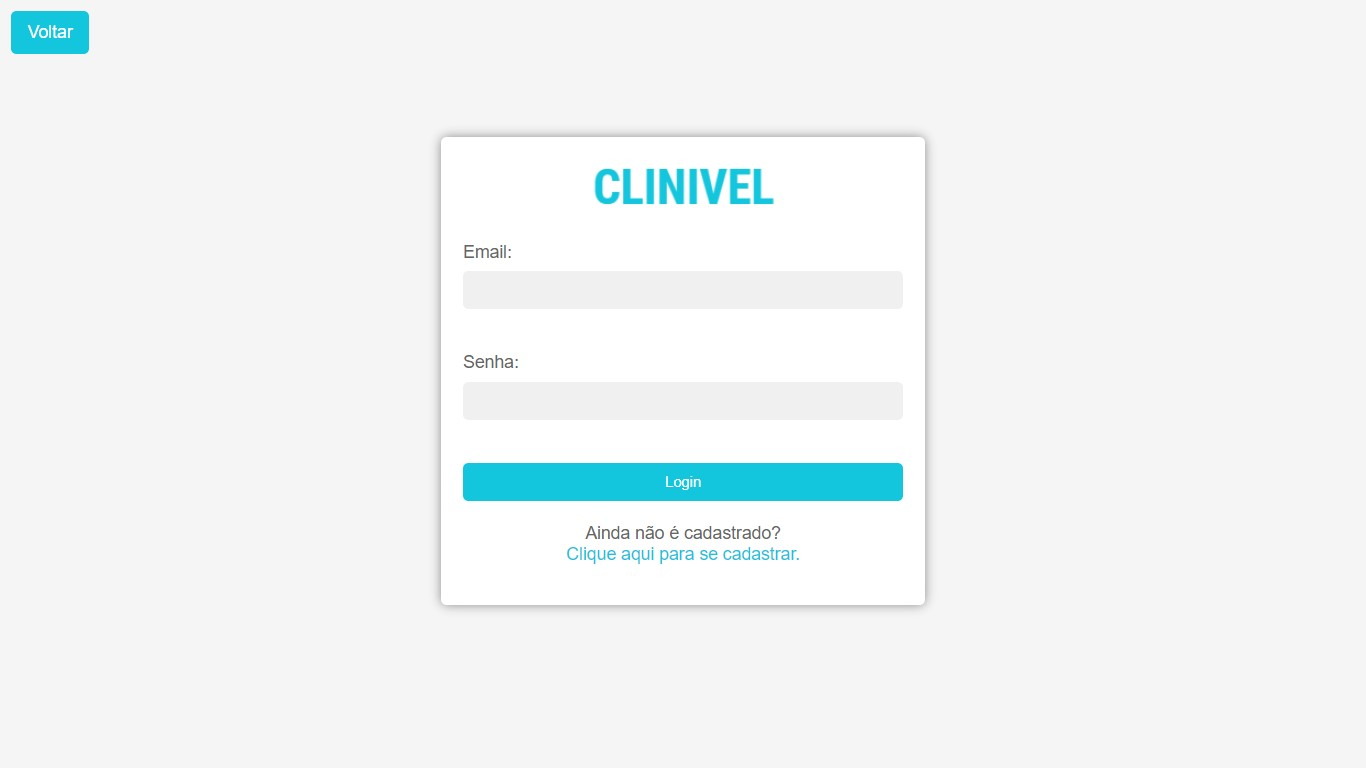 Voltar
CLINIVEL
Email:
Senha:
Login
Ainda não é cadastrado?
Clique aqui para se cadastrar.